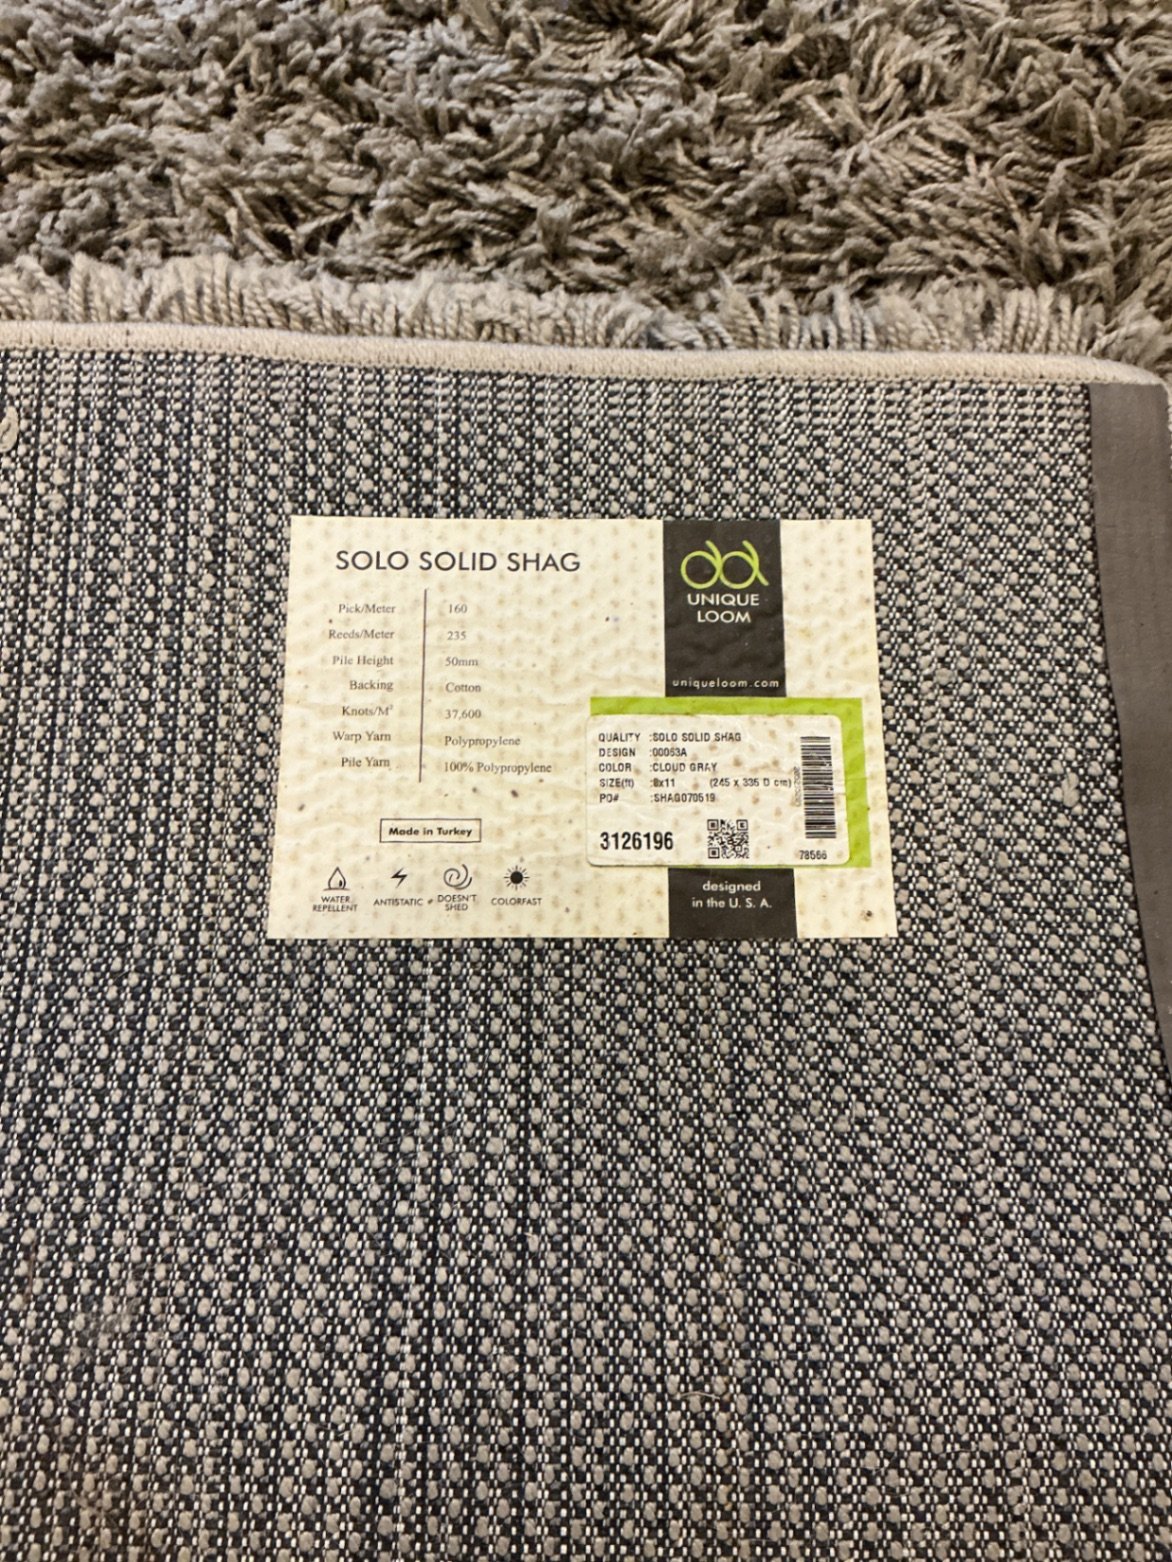 SOLO SOLID SHAG
Pick/Meter 160
Reeds/Meter 235
Pile Height 50mm
Backing Cotton
Knots/M² 37,600
Warp Yarn Polypropylene
Pile Yarn 100% Polypropylene
Made in Turkey
WATER
REPELLENT
ANTISTATIC
DOESN'T
SHED
COLORFAST
UNIQUE
LOOM
uniqueloom.com
QUALITY :SOLO SOLID SHAG
DESIGN :00063A
COLOR :CLOUD GRAY
SIZE(ft) :8x11 (245 x 335 D cm)
PO# :SHAG070519
3126196
78566
designed
in the U. S. A.